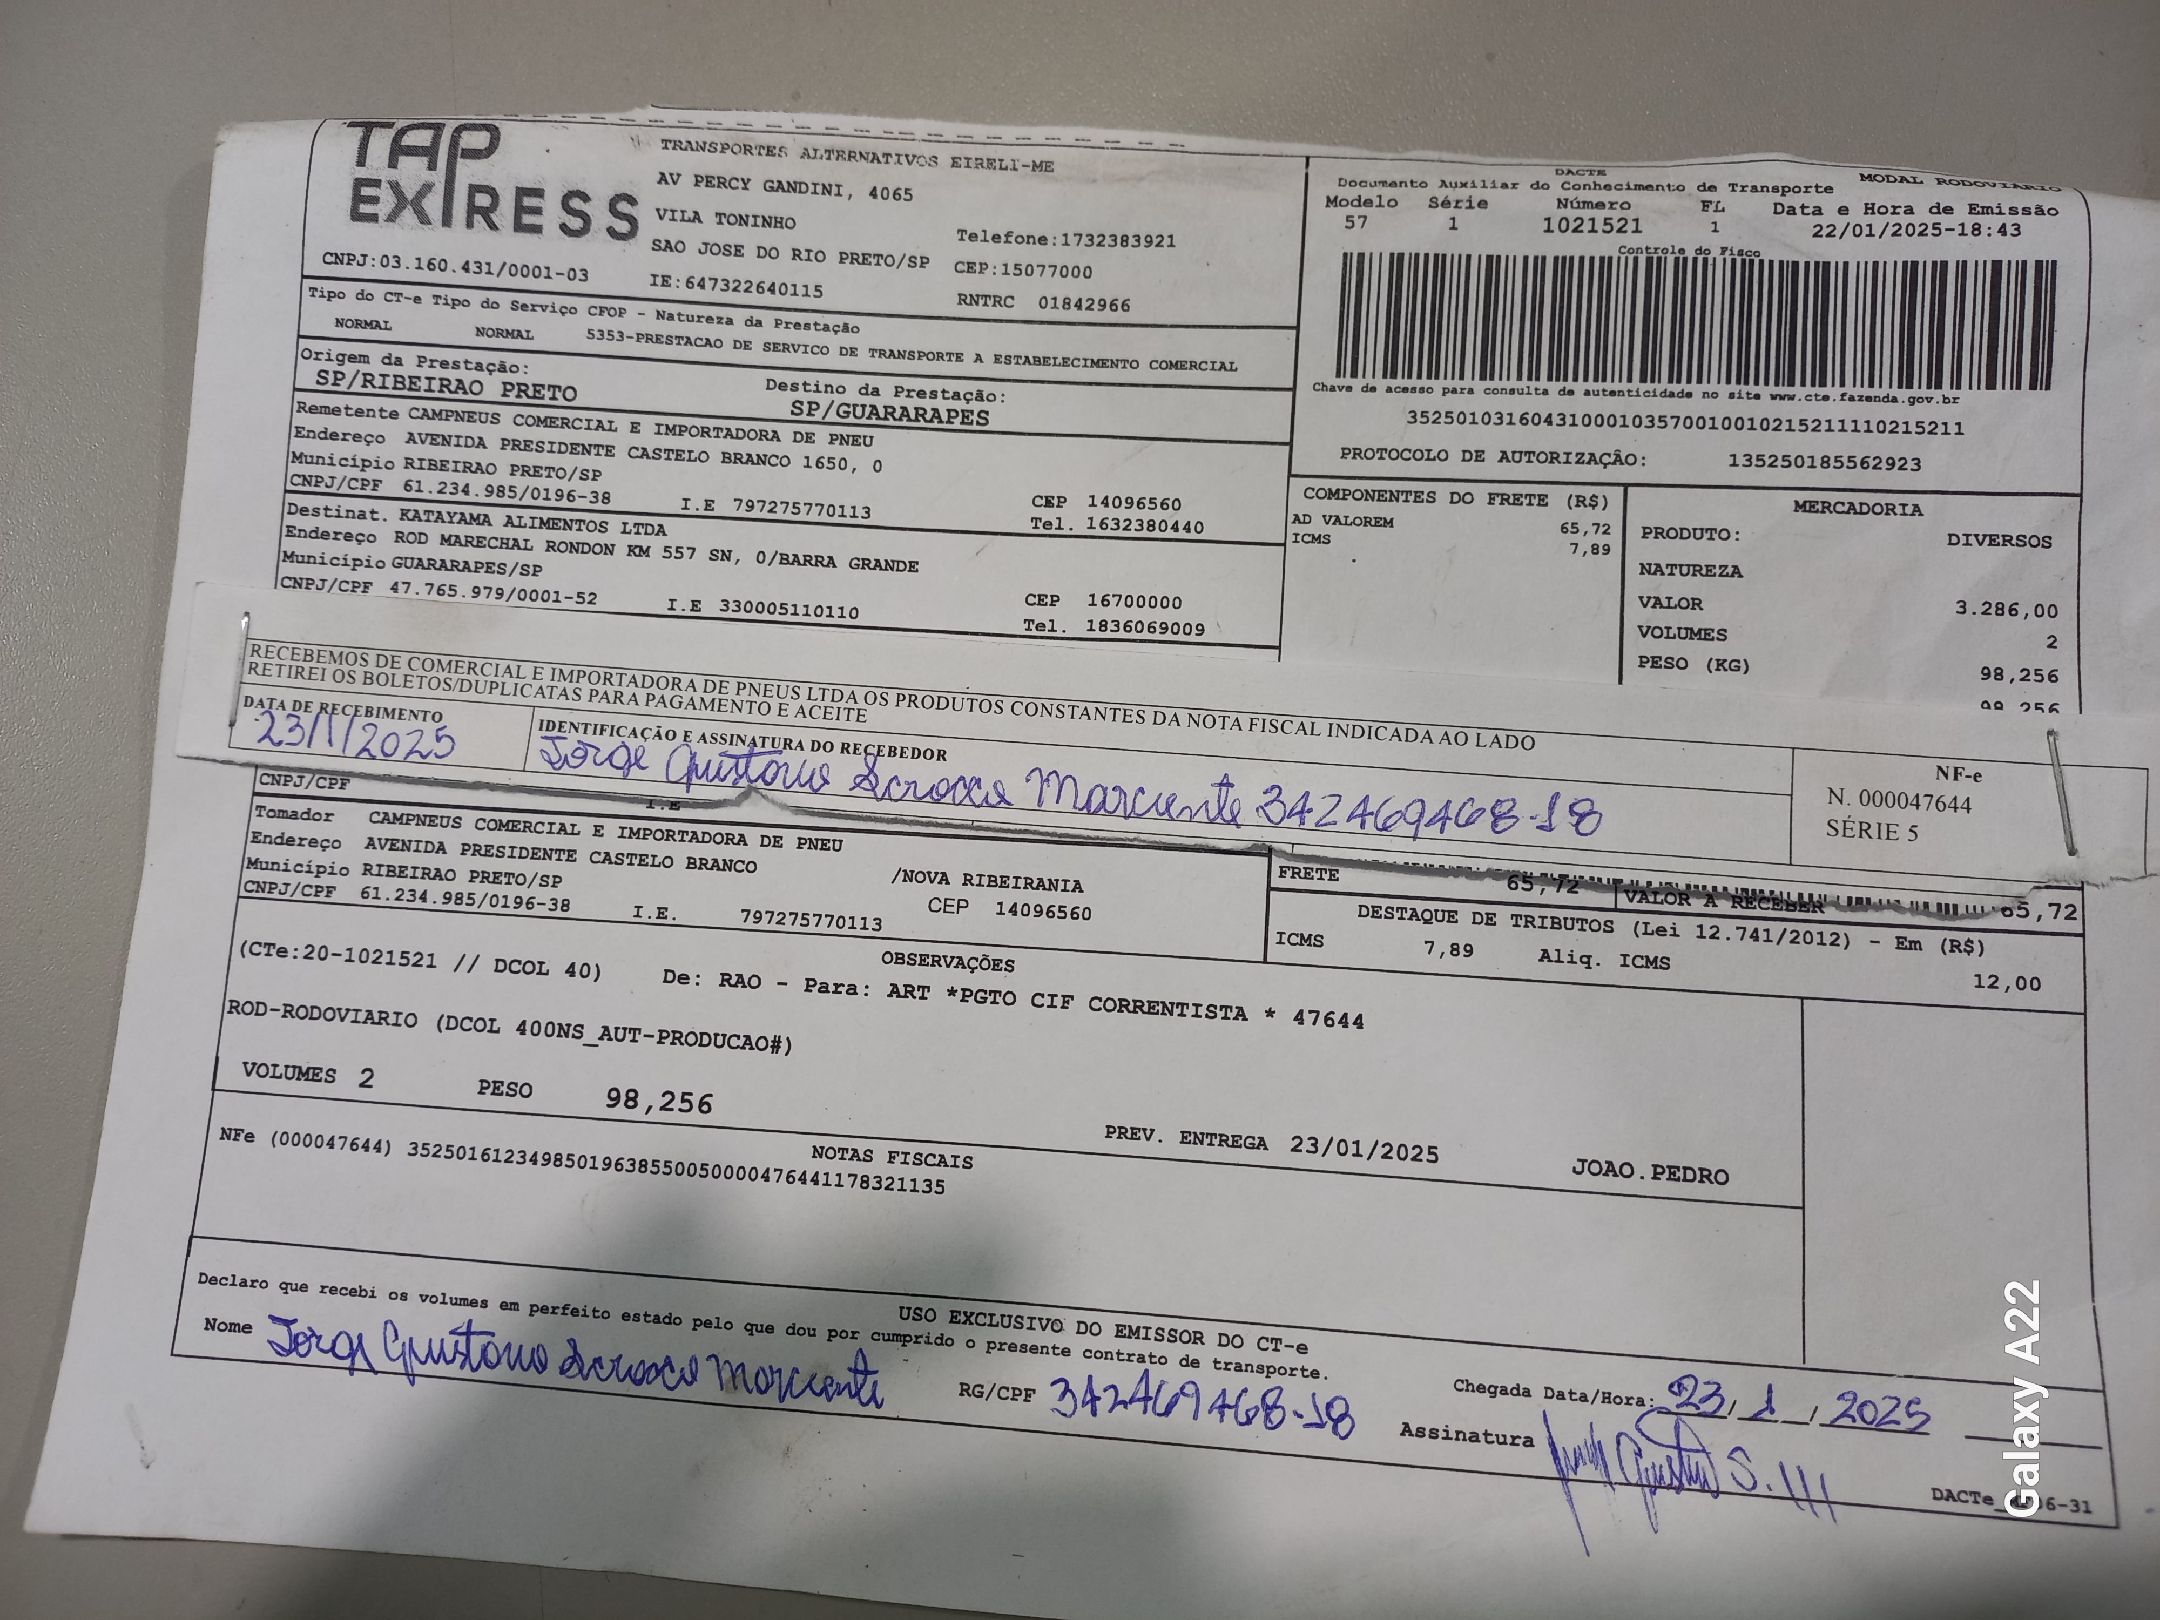 TAP EXPRESS
TRANSPORTES ALTERNATIVOS EIRELI-ME
AV PERCY GANDINI, 4065
VILA TONINHO
Telefone:1732383921
SAO JOSE DO RIO PRETO/SP CEP:15077000
CNPJ:03.160.431/0001-03 IE:647322640115 RNTRC 01842966
DACTE
Documento Auxiliar do Conhecimento de Transporte MODAL RODOVIARIO
Modelo Série Número FL Data e Hora de Emissão
57 1 1021521 1 22/01/2025-18:43
Controle do Fisco
Chave de acesso para consulta de autenticidade no site www.cte.fazenda.gov.br
35250103160431000103570010010215211110215211
PROTOCOLO DE AUTORIZAÇÃO: 135250185562923
Tipo do CT-e Tipo do Serviço CFOP - Natureza da Prestação
NORMAL NORMAL 5353-PRESTACAO DE SERVICO DE TRANSPORTE A ESTABELECIMENTO COMERCIAL
Origem da Prestação: Destino da Prestação:
SP/RIBEIRAO PRETO SP/GUARARAPES
Remetente CAMPNEUS COMERCIAL E IMPORTADORA DE PNEU
Endereço AVENIDA PRESIDENTE CASTELO BRANCO 1650, 0
Município RIBEIRAO PRETO/SP CEP 14096560
CNPJ/CPF 61.234.985/0196-38 I.E 797275770113 Tel. 1632380440
Destinat. KATAYAMA ALIMENTOS LTDA
Endereço ROD MARECHAL RONDON KM 557 SN, 0/BARRA GRANDE
Município GUARARAPES/SP CEP 16700000
CNPJ/CPF 47.765.979/0001-52 I.E 330005110110 Tel. 1836069009
COMPONENTES DO FRETE (R$)
AD VALOREM 65,72
ICMS 7,89
MERCADORIA
PRODUTO: DIVERSOS
NATUREZA
VALOR 3.286,00
VOLUMES 2
PESO (KG) 98,256
98,256
RECEBEMOS DE COMERCIAL E IMPORTADORA DE PNEUS LTDA OS PRODUTOS CONSTANTES DA NOTA FISCAL INDICADA AO LADO
RETIREI OS BOLETOS/DUPLICATAS PARA PAGAMENTO E ACEITE
DATA DE RECEBIMENTO IDENTIFICAÇÃO E ASSINATURA DO RECEBEDOR
23/1/2025 Jorge Gustavo Scrocca Marciente 342469468-18
NF-e
N. 000047644
SÉRIE 5
CNPJ/CPF I.E
Tomador CAMPNEUS COMERCIAL E IMPORTADORA DE PNEU
Endereço AVENIDA PRESIDENTE CASTELO BRANCO /NOVA RIBEIRANIA
Município RIBEIRAO PRETO/SP CEP 14096560
CNPJ/CPF 61.234.985/0196-38 I.E. 797275770113
FRETE 65,72 VALOR A RECEBER 65,72
DESTAQUE DE TRIBUTOS (Lei 12.741/2012) - Em (R$)
ICMS 7,89 Aliq. ICMS 12,00
OBSERVAÇÕES
(CTe:20-1021521 // DCOL 40) De: RAO - Para: ART *PGTO CIF CORRENTISTA * 47644
ROD-RODOVIARIO (DCOL 400NS_AUT-PRODUCAO#)
VOLUMES 2 PESO 98,256 PREV. ENTREGA 23/01/2025 JOAO.PEDRO
NOTAS FISCAIS
NFe (000047644) 35250161234985019638550050000476441178321135
USO EXCLUSIVO DO EMISSOR DO CT-e
Declaro que recebi os volumes em perfeito estado pelo que dou por cumprido o presente contrato de transporte.
Nome Jorge Gustavo Scrocca Marciente RG/CPF 342469468-18 Chegada Data/Hora: 23/1/2025
Assinatura
Galaxy A22